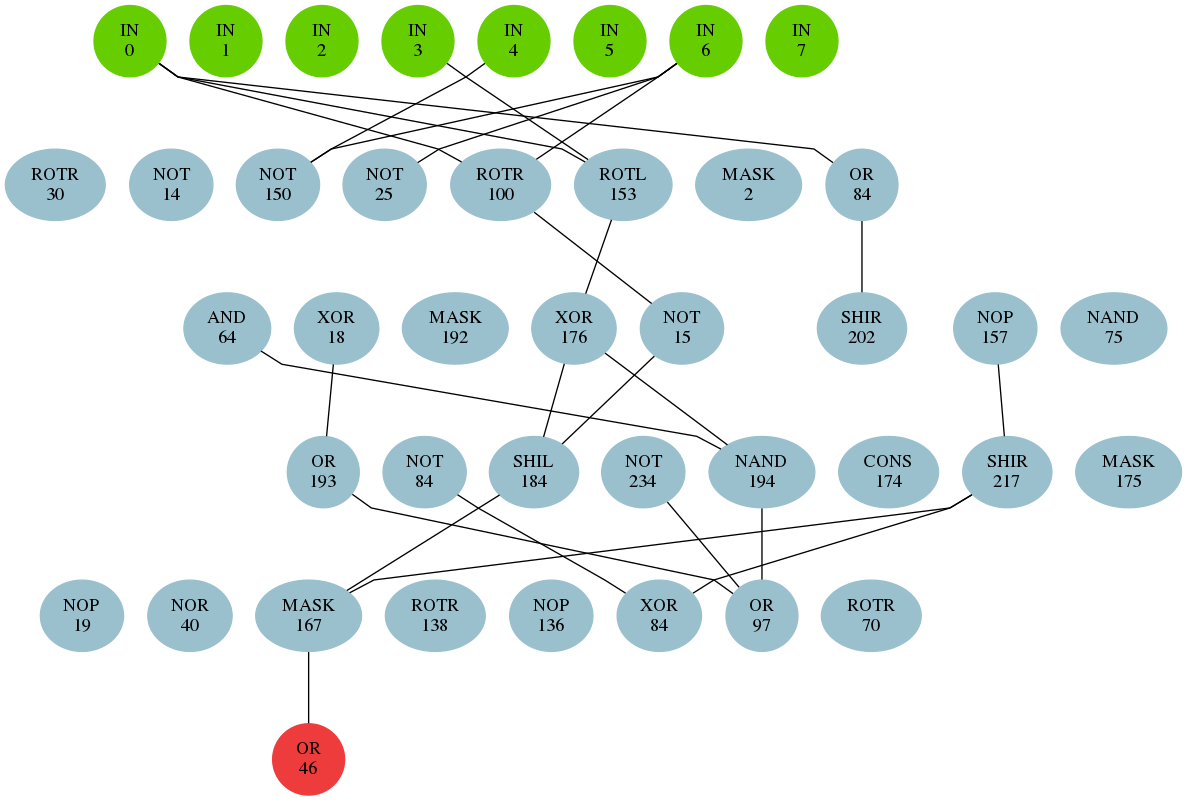 IN
0
IN
1
IN
2
IN
3
IN
4
IN
5
IN
6
IN
7
ROTR
30
NOT
14
NOT
150
NOT
25
ROTR
100
ROTL
153
MASK
2
OR
84
AND
64
XOR
18
MASK
192
XOR
176
NOT
15
SHIR
202
NOP
157
NAND
75
OR
193
NOT
84
SHIL
184
NOT
234
NAND
194
CONS
174
SHIR
217
MASK
175
NOP
19
NOR
40
MASK
167
ROTR
138
NOP
136
XOR
84
OR
97
ROTR
70
OR
46